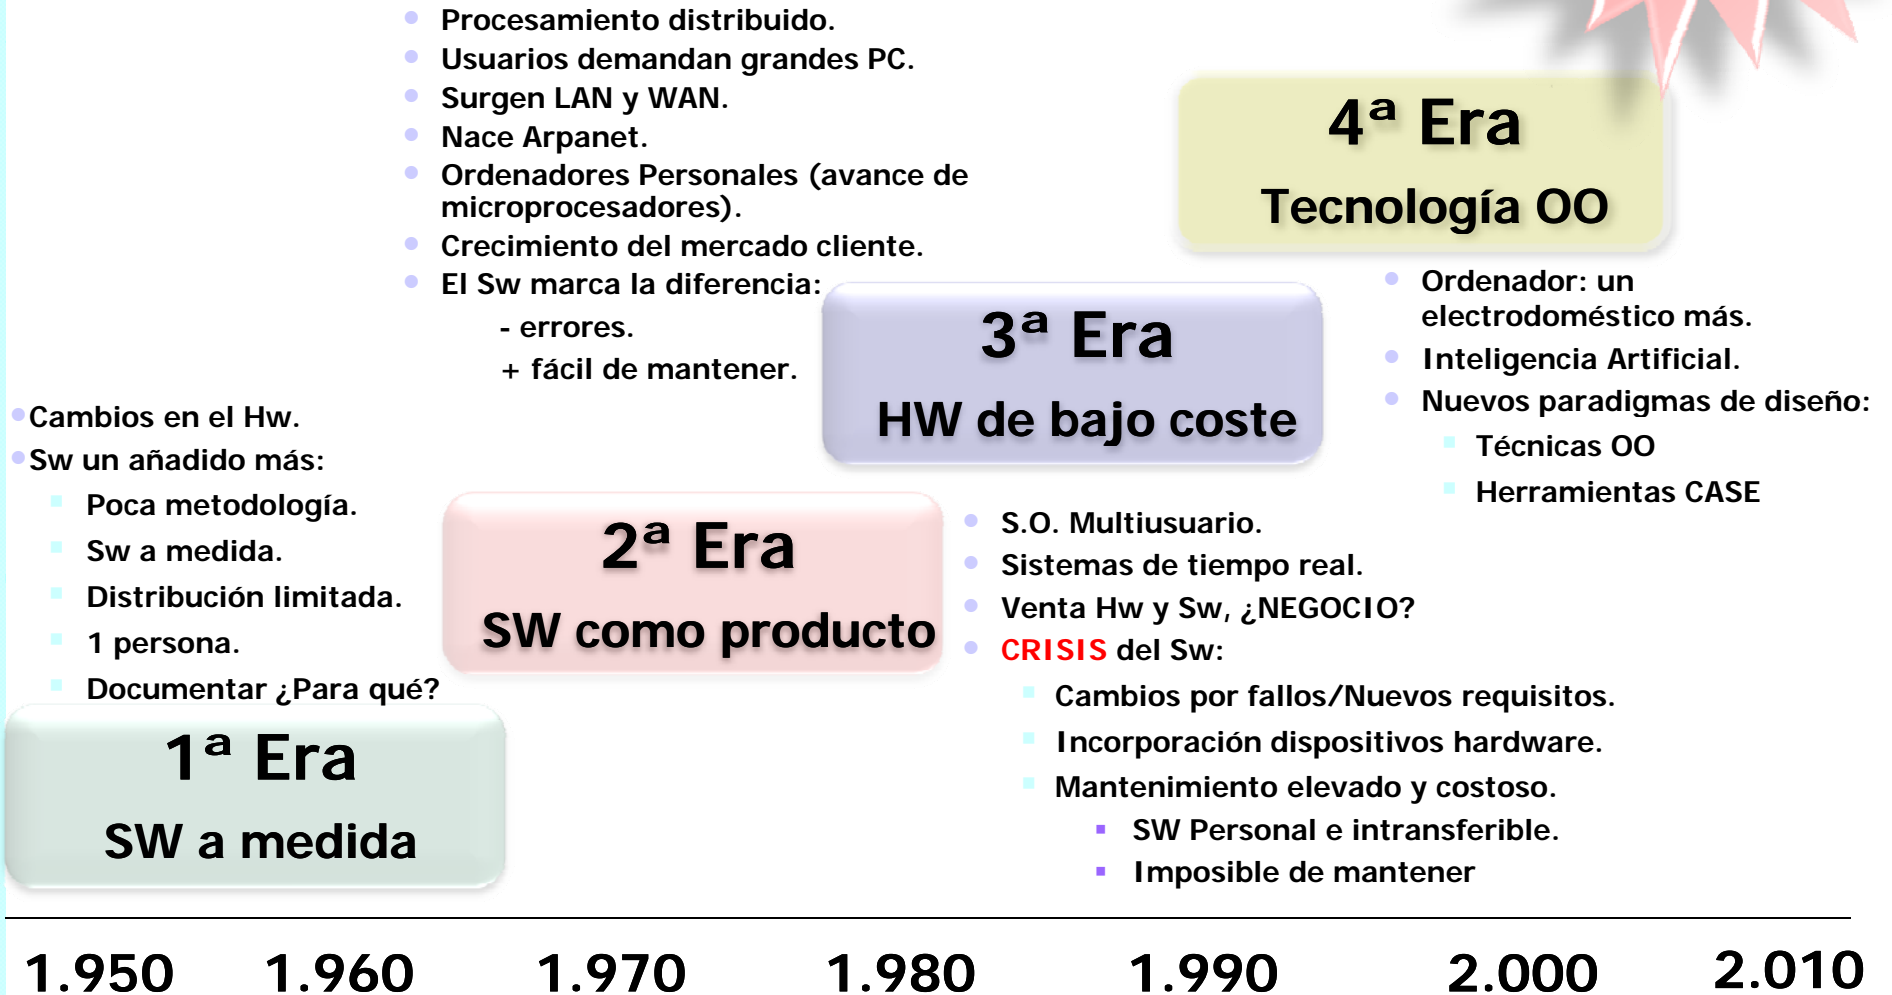 Procesamiento distribuido.
Usuarios demandan grandes PC.
Surgen LAN y WAN.
Nace Arpanet.
Ordenadores Personales (avance de
microprocesadores).
Crecimiento del mercado cliente.
El Sw marca la diferencia:
- errores.
+ fácil de mantener.
4ª Era
Tecnología OO
Ordenador: un
electrodoméstico más.
Inteligencia Artificial.
Nuevos paradigmas de diseño:
Técnicas OO
Herramientas CASE
3ª Era
HW de bajo coste
Cambios en el Hw.
Sw un añadido más:
Poca metodología.
Sw a medida.
Distribución limitada.
1 persona.
Documentar ¿Para qué?
2ª Era
SW como producto
S.O. Multiusuario.
Sistemas de tiempo real.
Venta Hw y Sw, ¿NEGOCIO?
CRISIS del Sw:
Cambios por fallos/Nuevos requisitos.
Incorporación dispositivos hardware.
Mantenimiento elevado y costoso.
SW Personal e intransferible.
Imposible de mantener
1ª Era
SW a medida
1.950 1.960 1.970 1.980 1.990 2.000 2.010